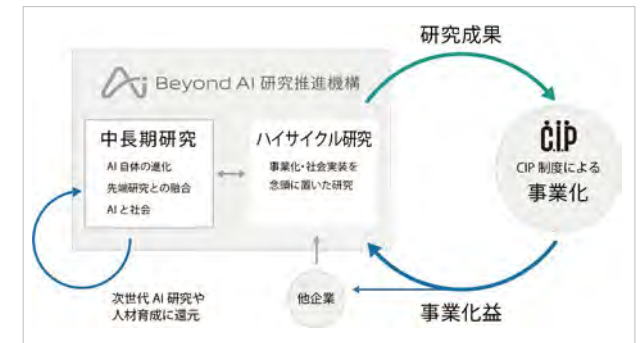 研究成果
Beyond AI 研究推進機構
中長期研究
AI 自体の進化
先端研究との融合
AI と社会
ハイサイクル研究
事業化・社会実装を
念頭に置いた研究
CIP
CIP 制度による
事業化
次世代 AI 研究や
人材育成に還元
他企業
事業化益